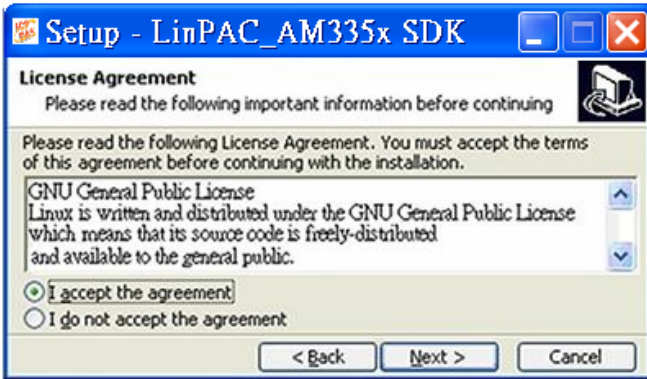 Setup - LinPAC_AM335x SDK
License Agreement
Please read the following important information before continuing
Please read the following License Agreement. You must accept the terms
of this agreement before continuing with the installation.
GNU General Public License
Linux is written and distributed under the GNU General Public License
which means that its source code is freely-distributed
and available to the general public.
I accept the agreement
I do not accept the agreement
< Back Next > Cancel